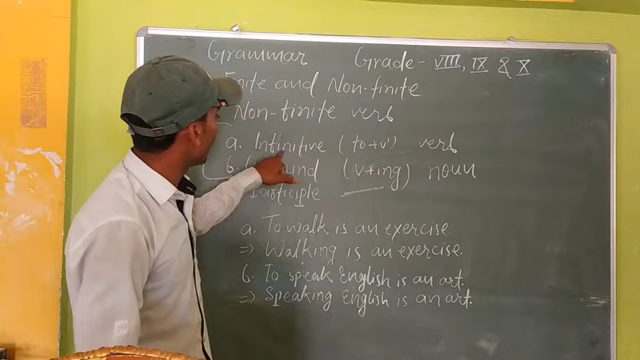 Grammar Grade- VIII, IX & X
Finite and Non-finite
Non-finite verb
a. Infinitive (to+v¹) verb
b. (v+ing) noun
Participle
a. To walk is an exercise.
⇒ Walking is an exercise.
b. To speak English is an art.
⇒ Speaking English is an art.